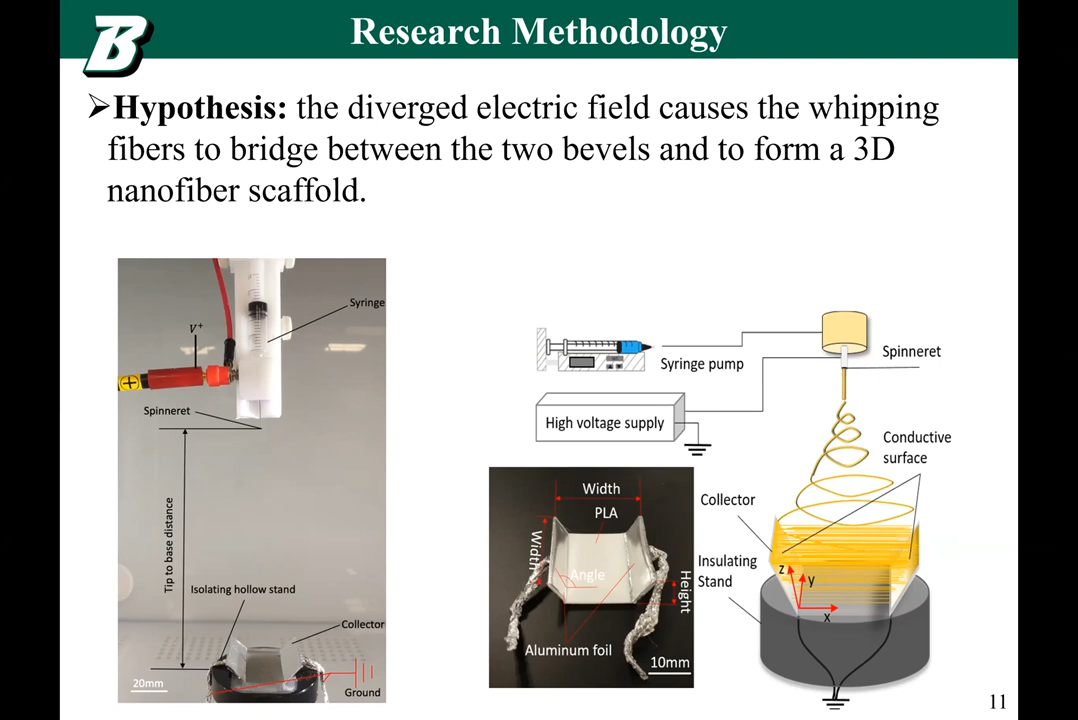 B
Research Methodology
➢Hypothesis: the diverged electric field causes the whipping
fibers to bridge between the two bevels and to form a 3D
nanofiber scaffold.
Syringe
V⁺
Spinneret
Tip to base distance
Isolating hollow stand
Collector
20mm
Ground
Syringe pump
Spinneret
High voltage supply
Conductive
surface
Width
PLA
Width
Angle
Height
Aluminum foil
10mm
Collector
Insulating
Stand
z
y
x
11